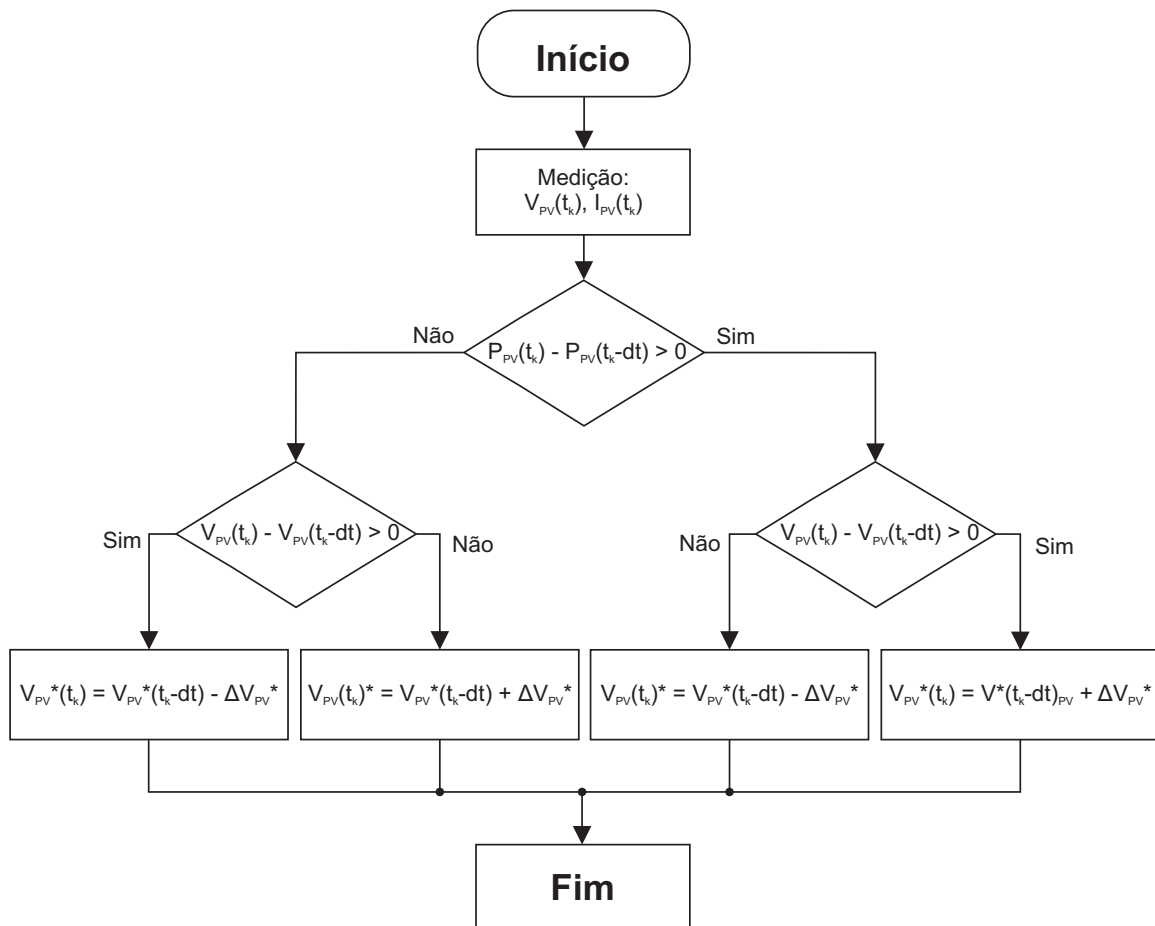 Início
Medição:
V_PV(t_k), I_PV(t_k)
Não
Sim
P_PV(t_k) - P_PV(t_k-dt) > 0
V_PV(t_k) - V_PV(t_k-dt) > 0
Sim
Não
V_PV(t_k) - V_PV(t_k-dt) > 0
Não
Sim
V_PV*(t_k) = V_PV*(t_k-dt) - ΔV_PV*
V_PV(t_k)* = V_PV*(t_k-dt) + ΔV_PV*
V_PV(t_k)* = V_PV*(t_k-dt) - ΔV_PV*
V_PV*(t_k) = V*(t_k-dt)_PV + ΔV_PV*
Fim